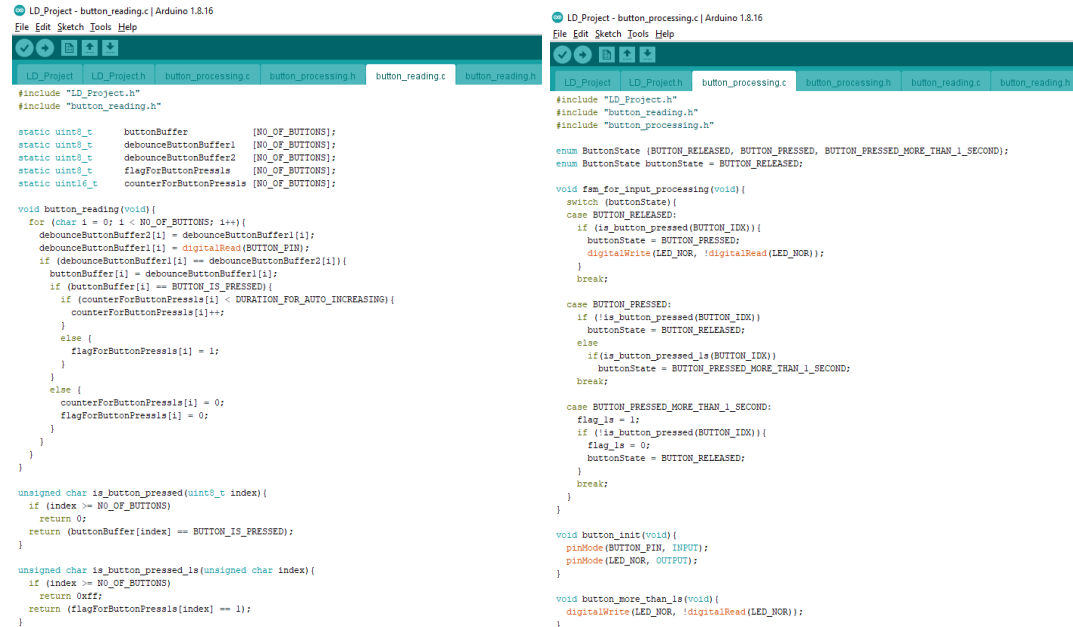 LD_Project - button_reading.c | Arduino 1.8.16
File Edit Sketch Tools Help
LD_Project LD_Project.h button_processing.c button_processing.h button_reading.c button_reading.h
#include "LD_Project.h"
#include "button_reading.h"
static uint8_t buttonBuffer [N0_OF_BUTTONS];
static uint8_t debounceButtonBuffer1 [N0_OF_BUTTONS];
static uint8_t debounceButtonBuffer2 [N0_OF_BUTTONS];
static uint8_t flagForButtonPress1s [N0_OF_BUTTONS];
static uint16_t counterForButtonPress1s [N0_OF_BUTTONS];
void button_reading(void){
for (char i = 0; i < N0_OF_BUTTONS; i++){
debounceButtonBuffer2[i] = debounceButtonBuffer1[i];
debounceButtonBuffer1[i] = digitalRead(BUTTON_PIN);
if (debounceButtonBuffer1[i] == debounceButtonBuffer2[i]){
buttonBuffer[i] = debounceButtonBuffer1[i];
if (buttonBuffer[i] == BUTTON_IS_PRESSED){
if (counterForButtonPress1s[i] < DURATION_FOR_AUTO_INCREASING){
counterForButtonPress1s[i]++;
}
else {
flagForButtonPress1s[i] = 1;
}
}
else {
counterForButtonPress1s[i] = 0;
flagForButtonPress1s[i] = 0;
}
}
}
}
unsigned char is_button_pressed(uint8_t index){
if (index >= N0_OF_BUTTONS)
return 0;
return (buttonBuffer[index] == BUTTON_IS_PRESSED);
}
unsigned char is_button_pressed_1s(unsigned char index){
if (index >= N0_OF_BUTTONS)
return 0xff;
return (flagForButtonPress1s[index] == 1);
}
LD_Project - button_processing.c | Arduino 1.8.16
File Edit Sketch Tools Help
LD_Project LD_Project.h button_processing.c button_processing.h button_reading.c button_reading.h
#include "LD_Project.h"
#include "button_reading.h"
#include "button_processing.h"
enum ButtonState {BUTTON_RELEASED, BUTTON_PRESSED, BUTTON_PRESSED_MORE_THAN_1_SECOND};
enum ButtonState buttonState = BUTTON_RELEASED;
void fsm_for_input_processing(void){
switch (buttonState){
case BUTTON_RELEASED:
if (is_button_pressed(BUTTON_IDX)){
buttonState = BUTTON_PRESSED;
digitalWrite(LED_NOR, !digitalRead(LED_NOR));
}
break;
case BUTTON_PRESSED:
if (!is_button_pressed(BUTTON_IDX))
buttonState = BUTTON_RELEASED;
else
if(is_button_pressed_1s(BUTTON_IDX))
buttonState = BUTTON_PRESSED_MORE_THAN_1_SECOND;
break;
case BUTTON_PRESSED_MORE_THAN_1_SECOND:
flag_1s = 1;
if (!is_button_pressed(BUTTON_IDX)){
flag_1s = 0;
buttonState = BUTTON_RELEASED;
}
break;
}
}
void button_init(void){
pinMode(BUTTON_PIN, INPUT);
pinMode(LED_NOR, OUTPUT);
}
void button_more_than_1s(void){
digitalWrite(LED_NOR, !digitalRead(LED_NOR));
}